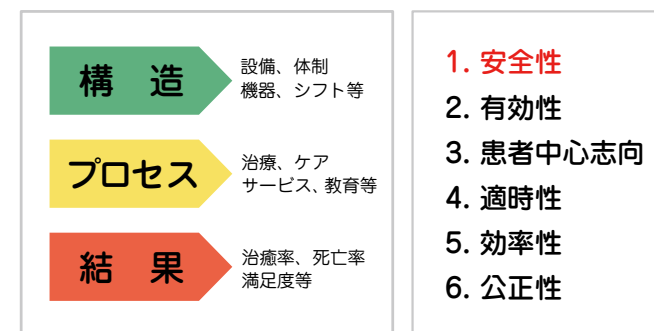 構 造
設備、体制
機器、シフト等
プロセス
治療、ケア
サービス、教育等
結 果
治癒率、死亡率
満足度等
1. 安全性
2. 有効性
3. 患者中心志向
4. 適時性
5. 効率性
6. 公正性